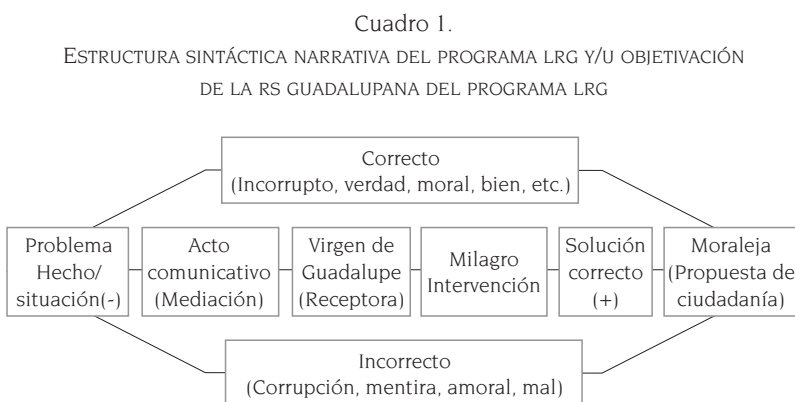 Cuadro 1.
ESTRUCTURA SINTÁCTICA NARRATIVA DEL PROGRAMA LRG Y/U OBJETIVACIÓN
DE LA RS GUADALUPANA DEL PROGRAMA LRG
Correcto
(Incorrupto, verdad, moral, bien, etc.)
Problema
Hecho/
situación(-)
Acto
comunicativo
(Mediación)
Virgen de
Guadalupe
(Receptora)
Milagro
Intervención
Solución
correcto
(+)
Moraleja
(Propuesta de
ciudadanía)
Incorrecto
(Corrupción, mentira, amoral, mal)